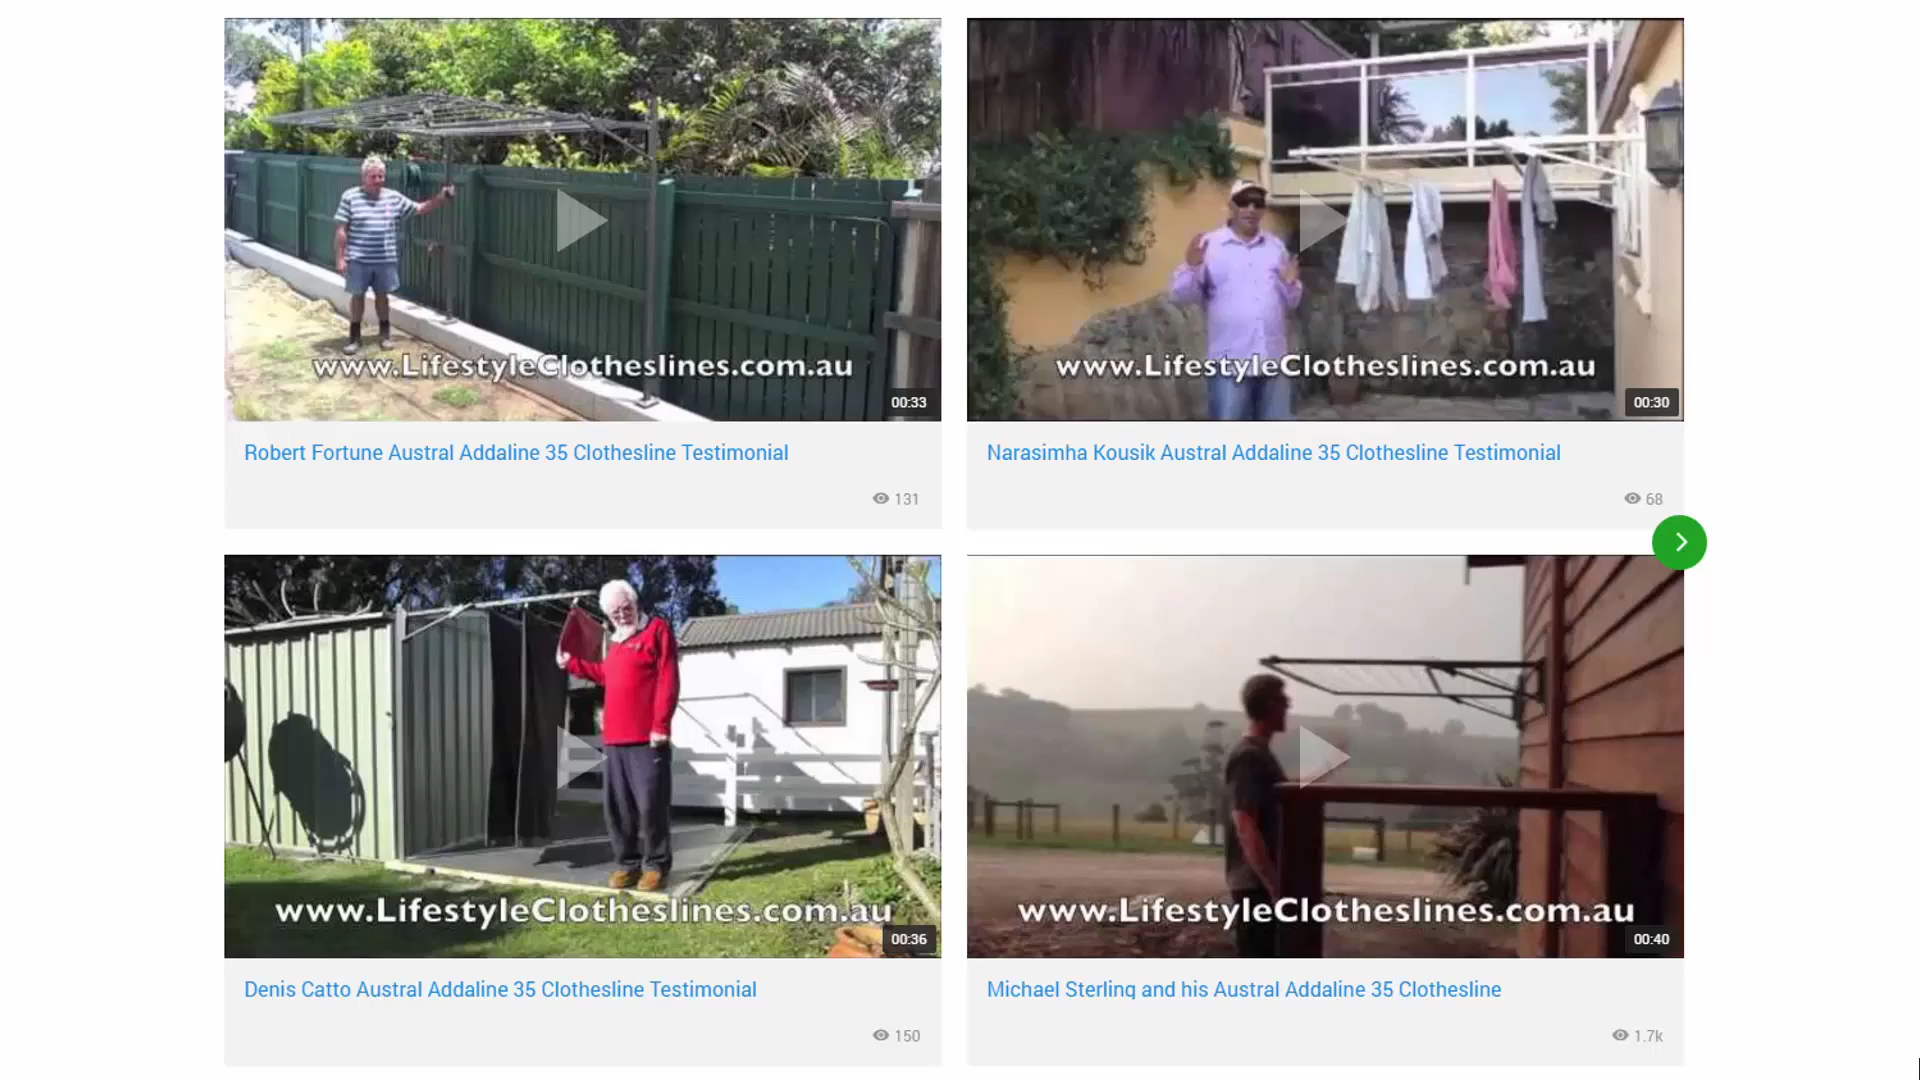 www.LifestyleClotheslines.com.au
00:33
Robert Fortune Austral Addaline 35 Clothesline Testimonial
131
www.LifestyleClotheslines.com.au
00:30
Narasimha Kousik Austral Addaline 35 Clothesline Testimonial
68
www.LifestyleClotheslines.com.au
00:36
Denis Catto Austral Addaline 35 Clothesline Testimonial
150
www.LifestyleClotheslines.com.au
00:40
Michael Sterling and his Austral Addaline 35 Clothesline
1.7k